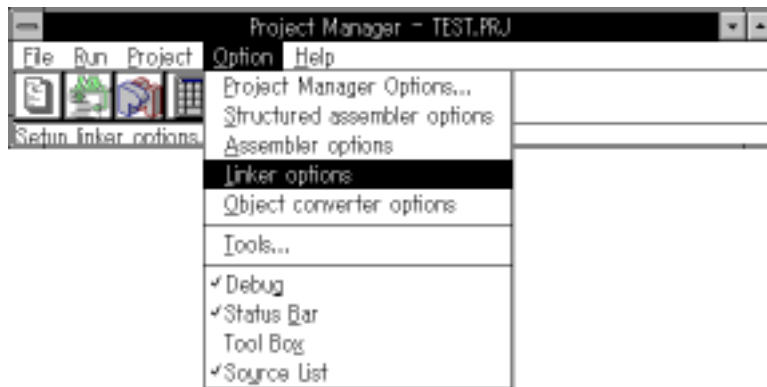 Project Manager - TEST.PRJ
File Run Project Option Help
Project Manager Options...
Structured assembler options
Setup linker options.
Assembler options
Linker options
Object converter options
Tools...
✓Debug
✓Status Bar
Tool Box
✓Source List